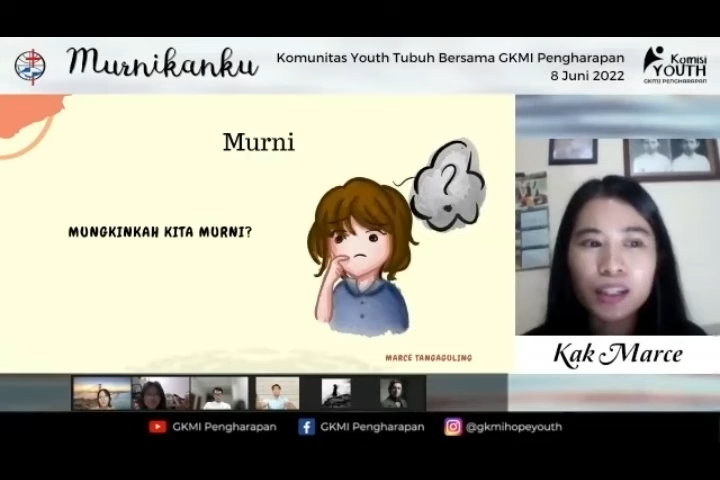 Murnikanku
Komunitas Youth Tubuh Bersama GKMI Pengharapan
8 Juni 2022
Komisi
YOUTH
GKMI PENGHARAPAN
Murni
?
MUNGKINKAH KITA MURNI?
MARCE TANGAGULING
Kak Marce
GKMI Pengharapan
GKMI Pengharapan
@gkmihopeyouth